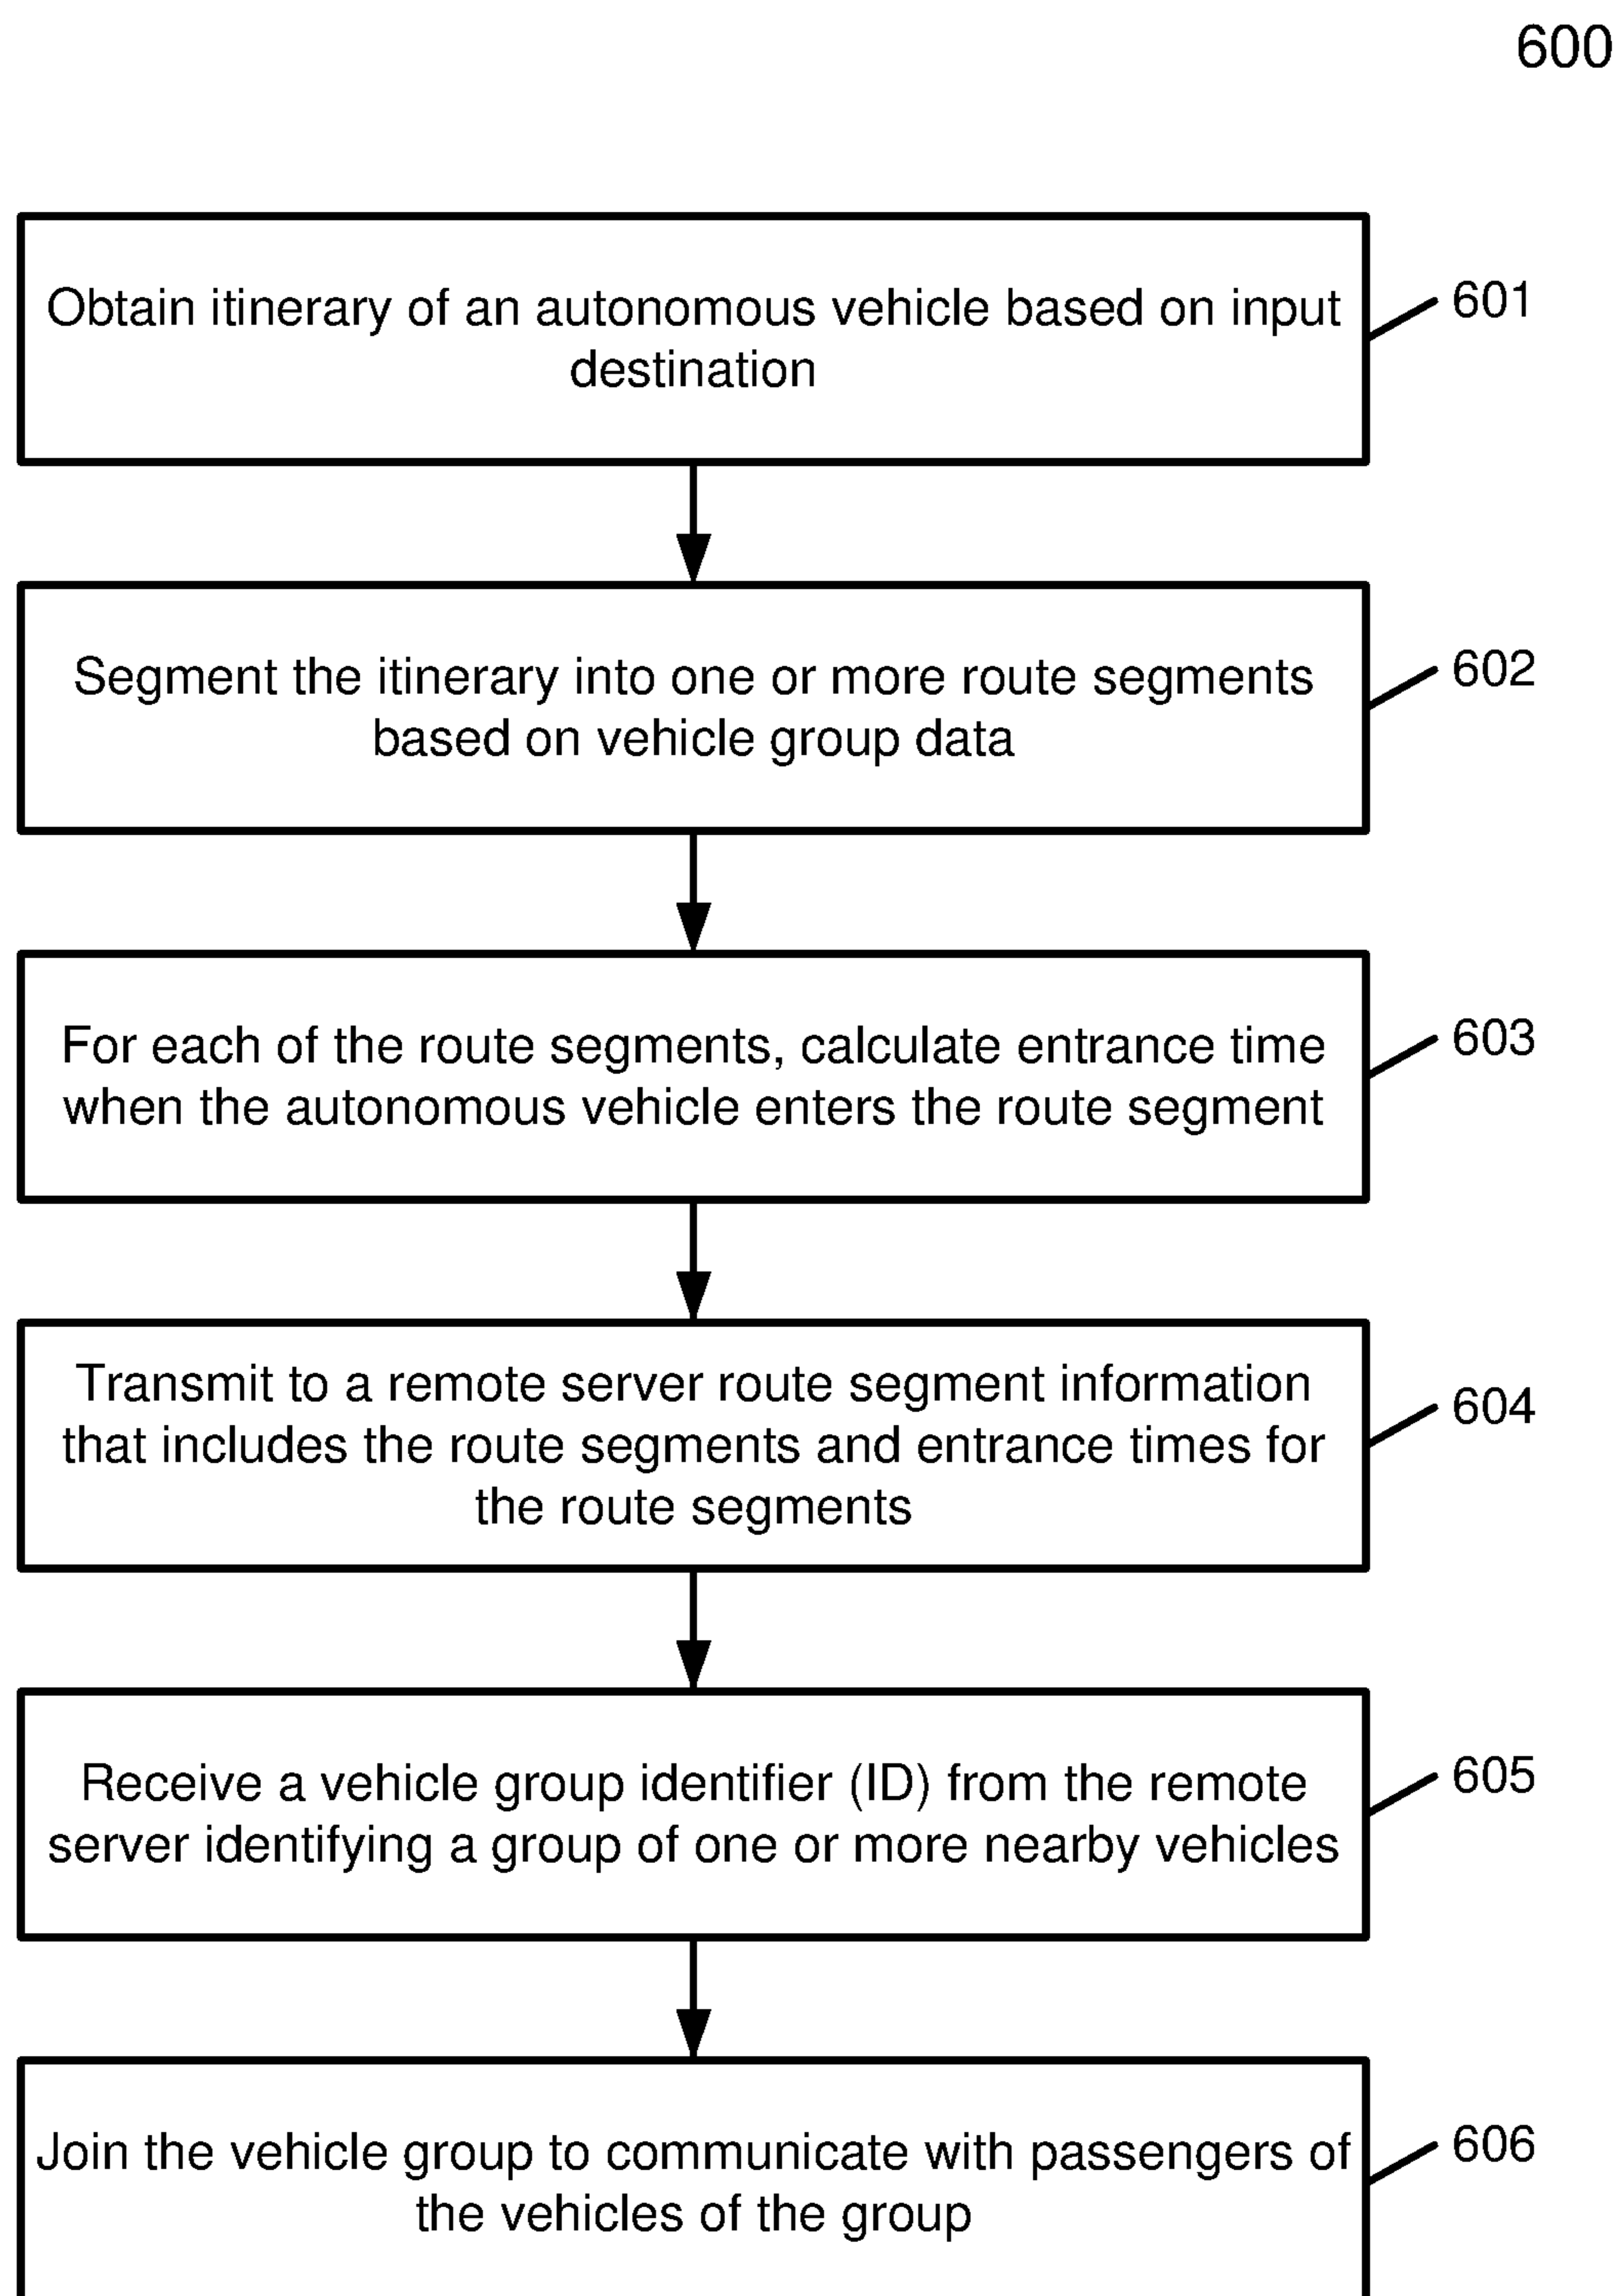 600
Obtain itinerary of an autonomous vehicle based on input
destination
601
Segment the itinerary into one or more route segments
based on vehicle group data
602
For each of the route segments, calculate entrance time
when the autonomous vehicle enters the route segment
603
Transmit to a remote server route segment information
that includes the route segments and entrance times for
the route segments
604
Receive a vehicle group identifier (ID) from the remote
server identifying a group of one or more nearby vehicles
605
Join the vehicle group to communicate with passengers of
the vehicles of the group
606